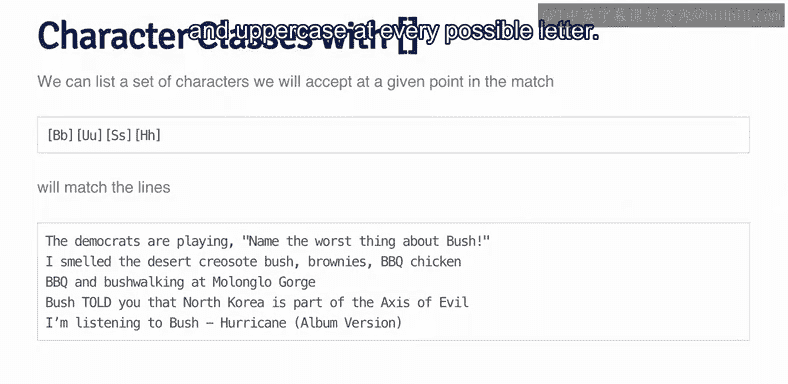 Character Classes with []
and uppercase at every possible letter.
We can list a set of characters we will accept at a given point in the match
[Bb][Uu][Ss][Hh]
will match the lines
The democrats are playing, "Name the worst thing about Bush!"
I smelled the desert creosote bush, brownies, BBQ chicken
BBQ and bushwalking at Molonglo Gorge
Bush TOLD you that North Korea is part of the Axis of Evil
I’m listening to Bush – Hurricane (Album Version)